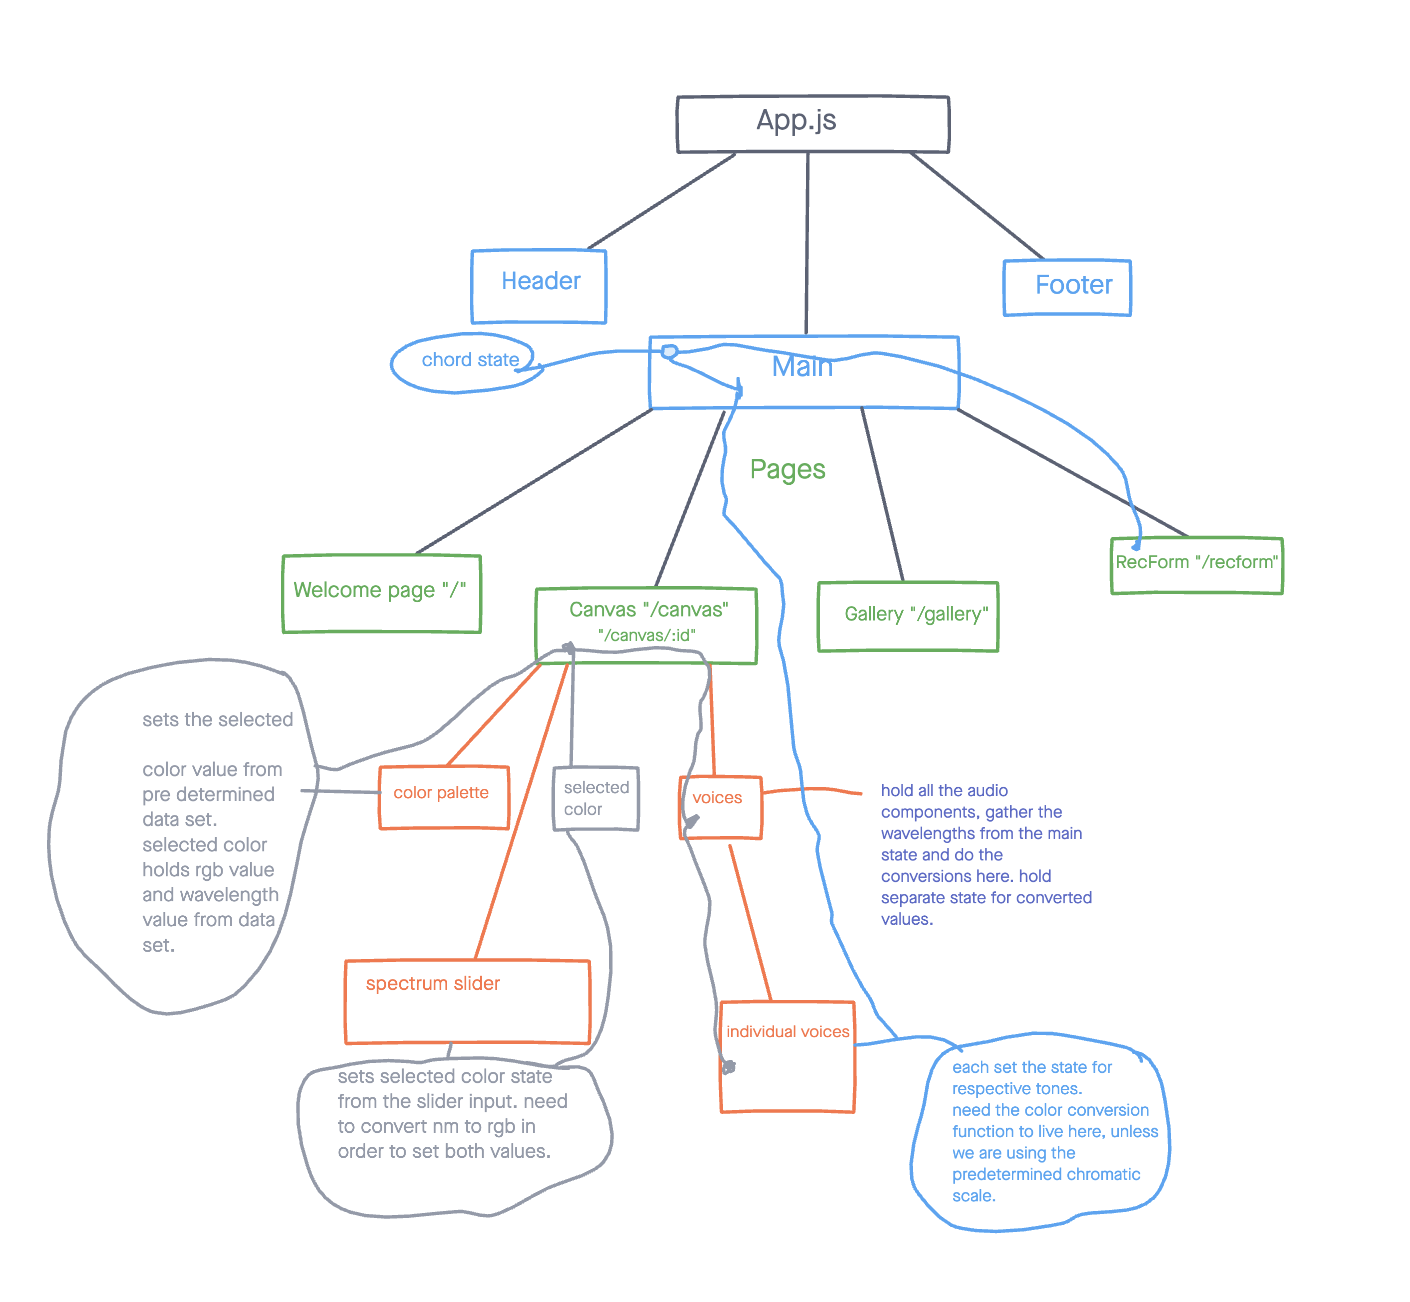 App.js
Header
Footer
chord state
Main
Pages
Welcome page "/"
Canvas "/canvas"
"/canvas/:id"
Gallery "/gallery"
RecForm "/recform"
sets the selected
color value from
pre determined
data set.
selected color
holds rgb value
and wavelength
value from data
set.
color palette
selected
color
voices
hold all the audio
components, gather the
wavelengths from the main
state and do the
conversions here. hold
separate state for converted
values.
spectrum slider
individual voices
sets selected color state
from the slider input. need
to convert nm to rgb in
order to set both values.
each set the state for
respective tones.
need the color conversion
function to live here, unless
we are using the
predetermined chromatic
scale.